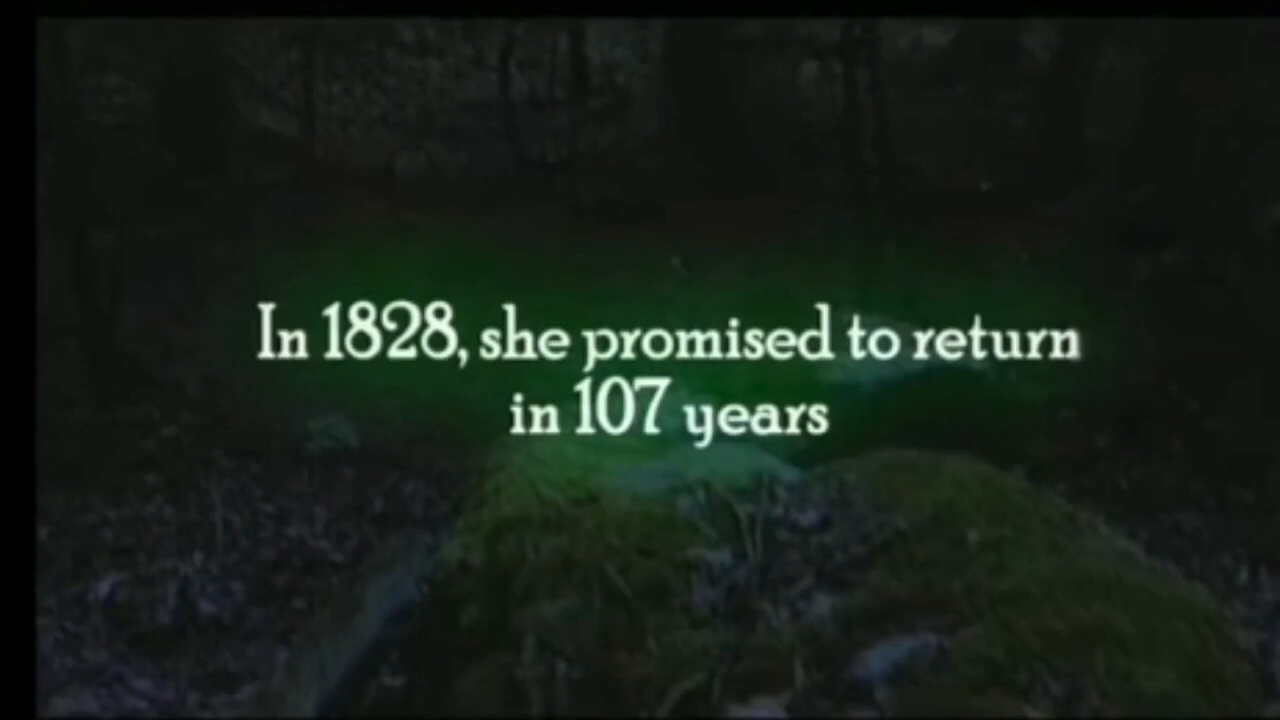 In 1828, she promised to return
in 107 years